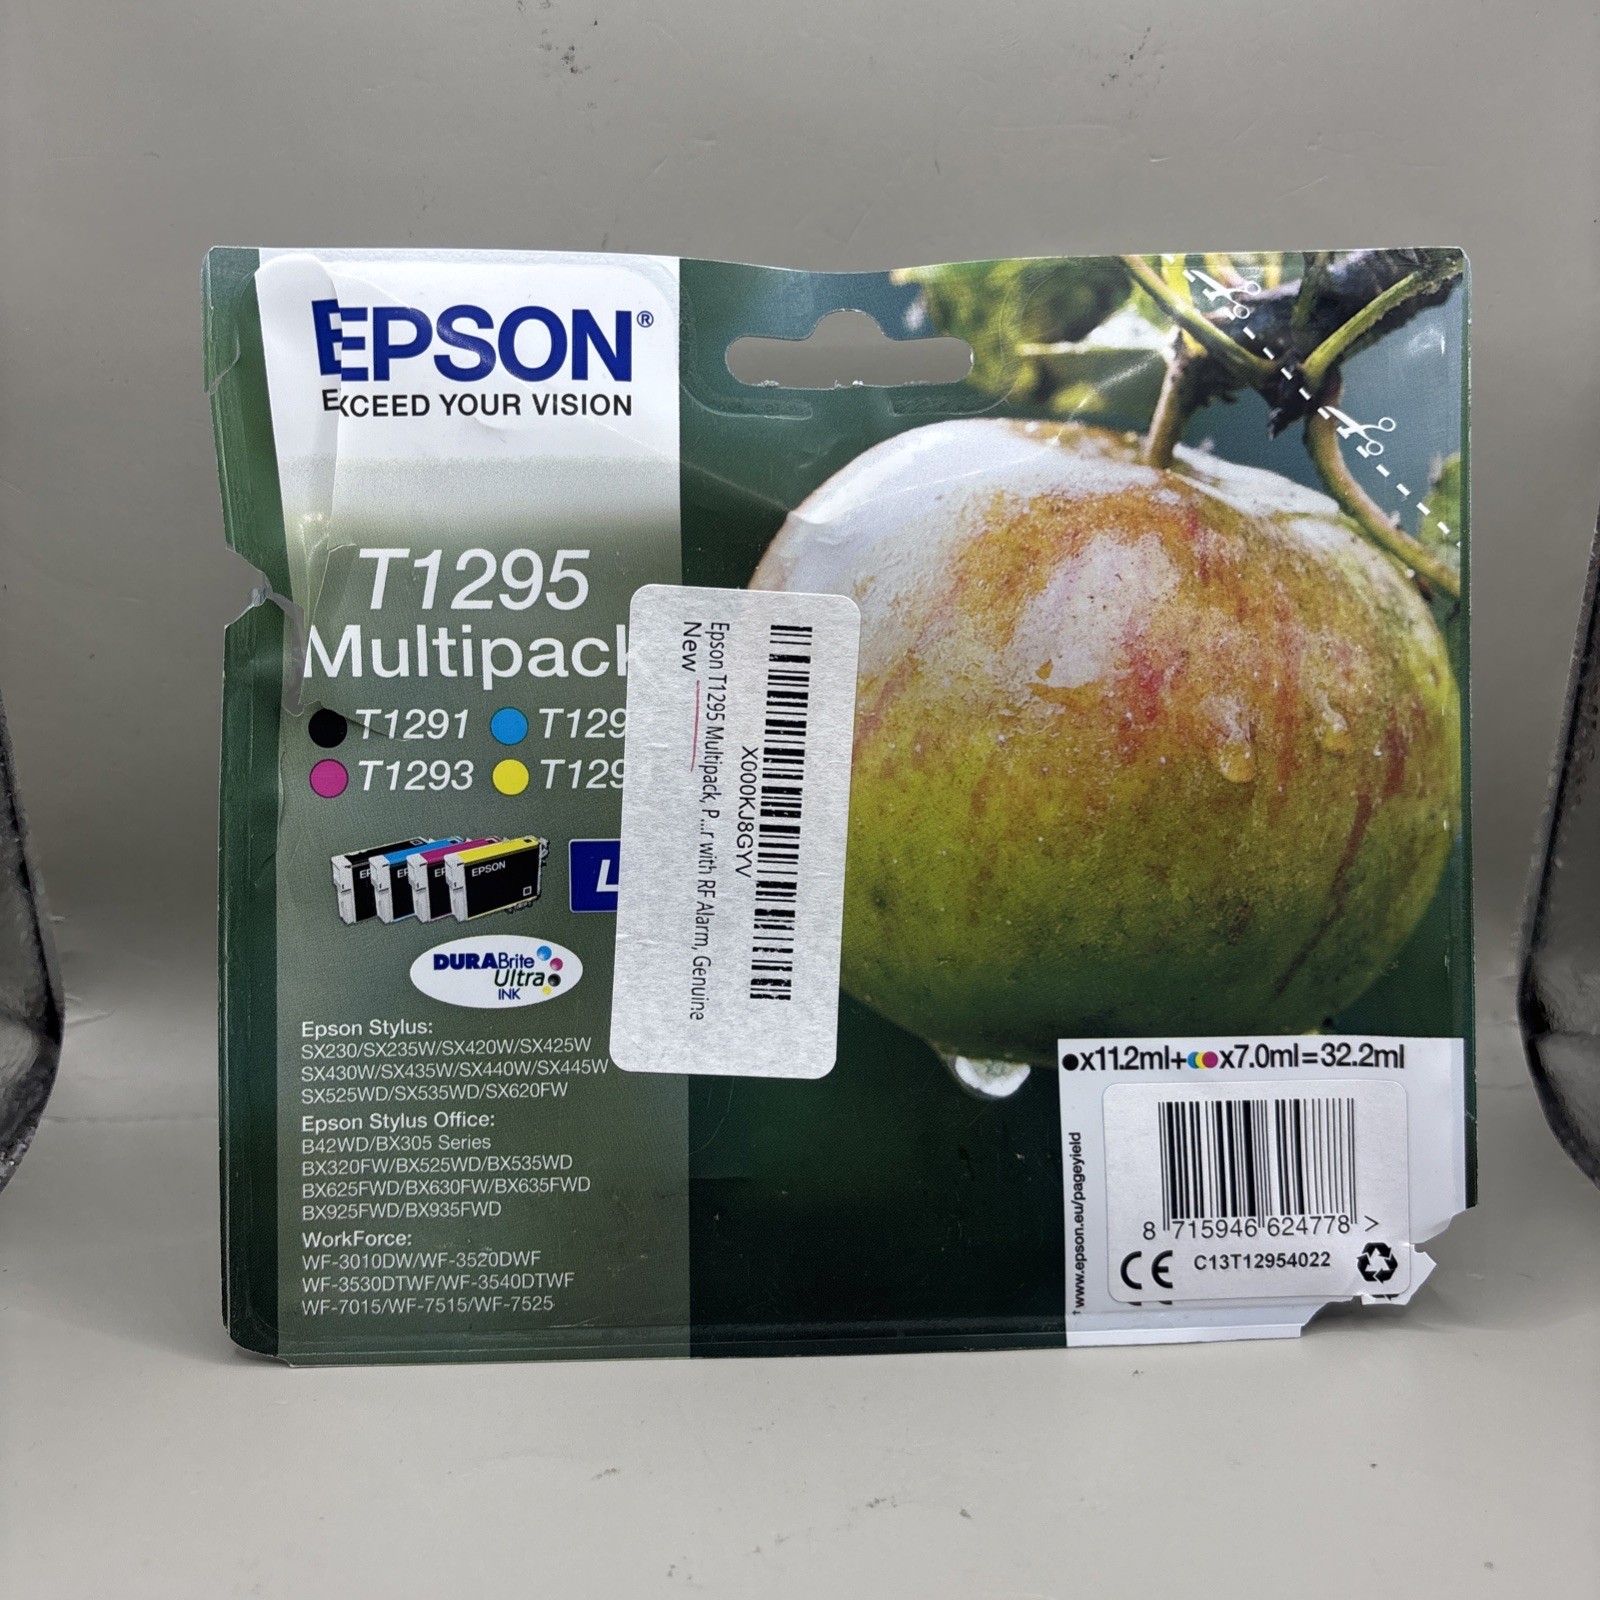 EPSON®
EXCEED YOUR VISION
T1295
Multipack
T1291 T129
T1293 T129
EPSON
L
DURABrite
Ultra
INK
Epson Stylus:
SX230/SX235W/SX420W/SX425W
SX430W/SX435W/SX440W/SX445W
SX525WD/SX535WD/SX620FW
Epson Stylus Office:
B42WD/BX305 Series
BX320FW/BX525WD/BX535WD
BX625FWD/BX630FW/BX635FWD
BX925FWD/BX935FWD
WorkForce:
WF-3010DW/WF-3520DWF
WF-3530DTWF/WF-3540DTWF
WF-7015/WF-7515/WF-7525
X000KJ8GYV
Epson T1295 Multipack, P...r with RF Alarm, Genuine
New
x11.2ml+x7.0ml=32.2ml
8 715946 624778 >
CE C13T12954022
www.epson.eu/pageyield